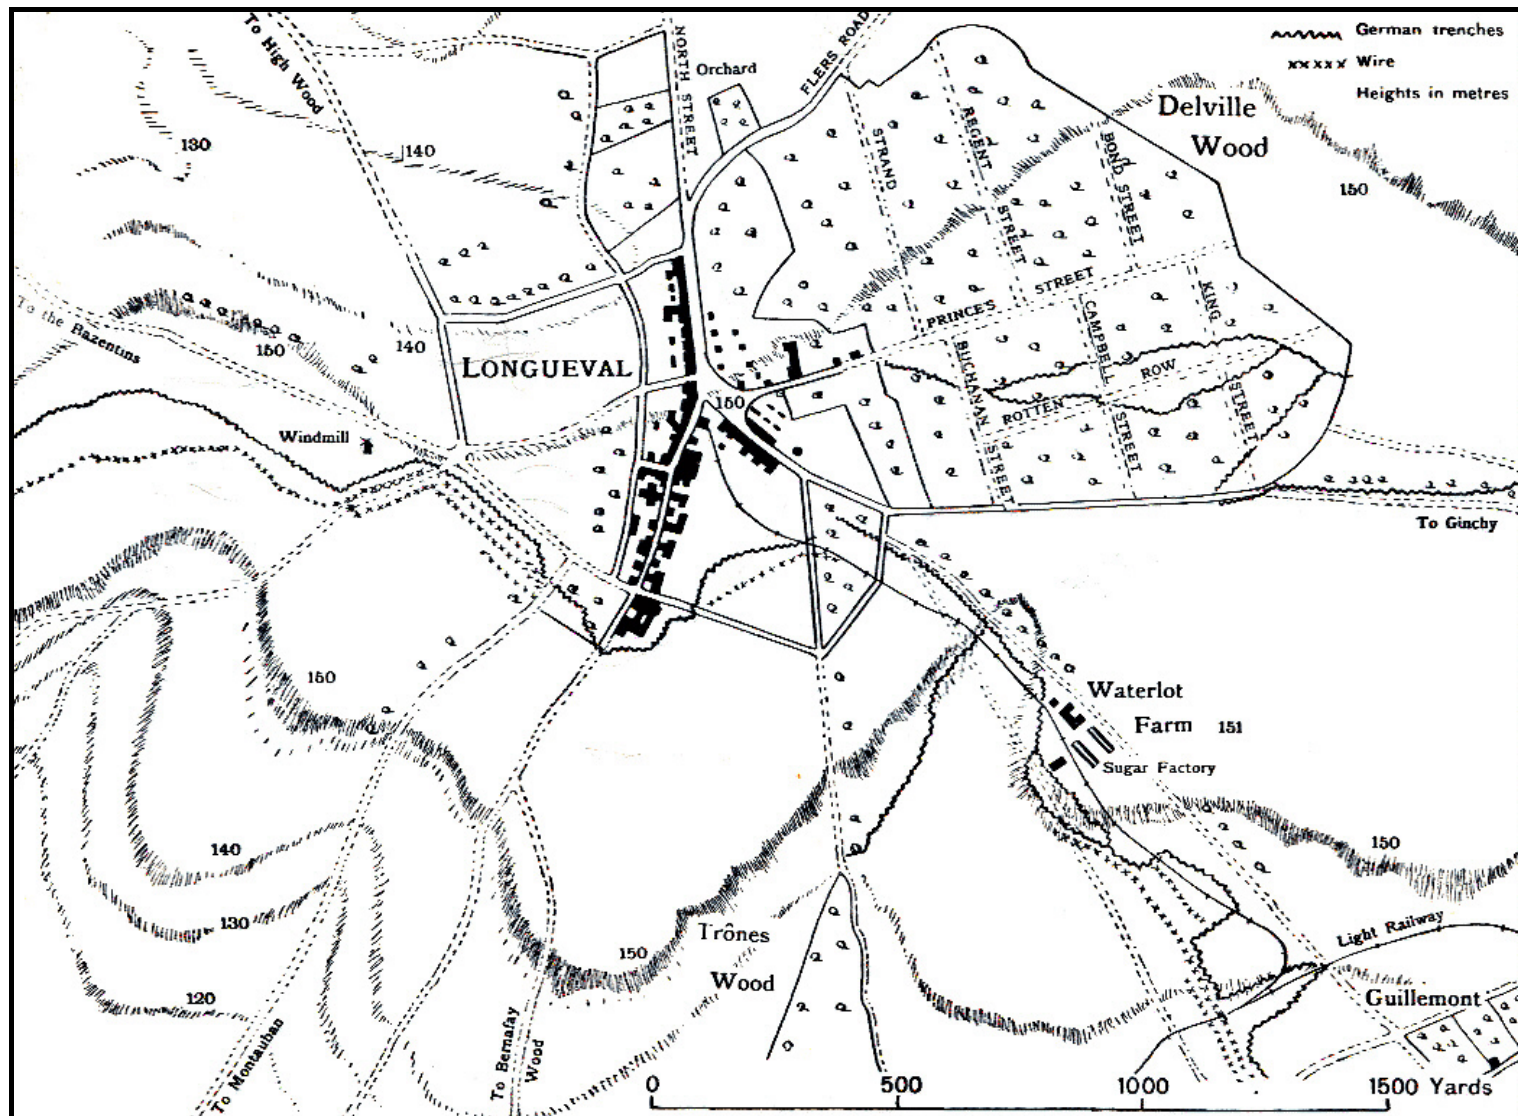 To High Wood
NORTH STREET
Orchard
FLERS ROAD
German trenches
Wire
Heights in metres
Delville
Wood
130
140
STRAND
REGENT
STREET
BOND STREET
150
To the Bazentins
150
140
LONGUEVAL
150
PRINCE'S
STREET
BUCHANAN
STREET
CAMPBELL
STREET
KING
STREET
ROTTEN
ROW
Windmill
To Ginchy
150
Waterlot
Farm 151
Sugar Factory
140
130
120
150
Trônes
Wood
150
Light Railway
Guillemont
To Montauban
To Bernafay
Wood
0 500 1000 1500 Yards